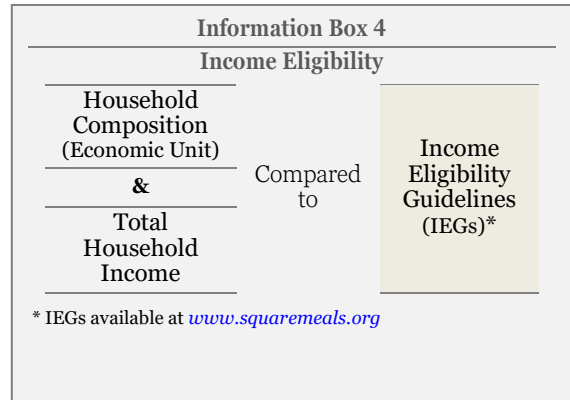 Information Box 4
Income Eligibility
Household
Composition
(Economic Unit)
&
Total
Household
Income
Compared
to
Income
Eligibility
Guidelines
(IEGs)*
* IEGs available at www.squaremeals.org